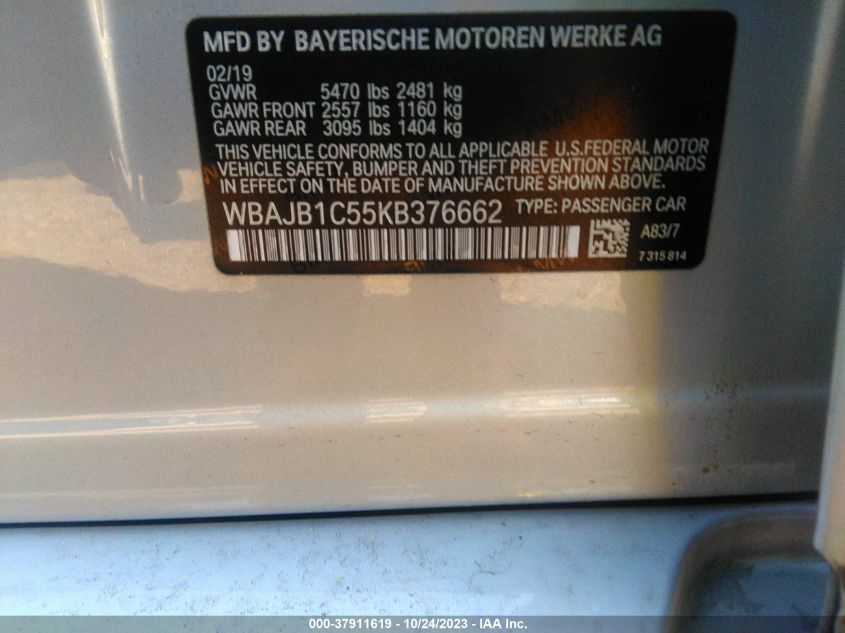 MFD BY BAYERISCHE MOTOREN WERKE AG
02/19
GVWR 5470 lbs 2481 kg
GAWR FRONT 2557 lbs 1160 kg
GAWR REAR 3095 lbs 1404 kg
THIS VEHICLE CONFORMS TO ALL APPLICABLE U.S.FEDERAL MOTOR
VEHICLE SAFETY, BUMPER AND THEFT PREVENTION STANDARDS
IN EFFECT ON THE DATE OF MANUFACTURE SHOWN ABOVE.
WBAJB1C55KB376662 TYPE: PASSENGER CAR
A83/7
7315814
000-37911619 - 10/24/2023 - IAA Inc.